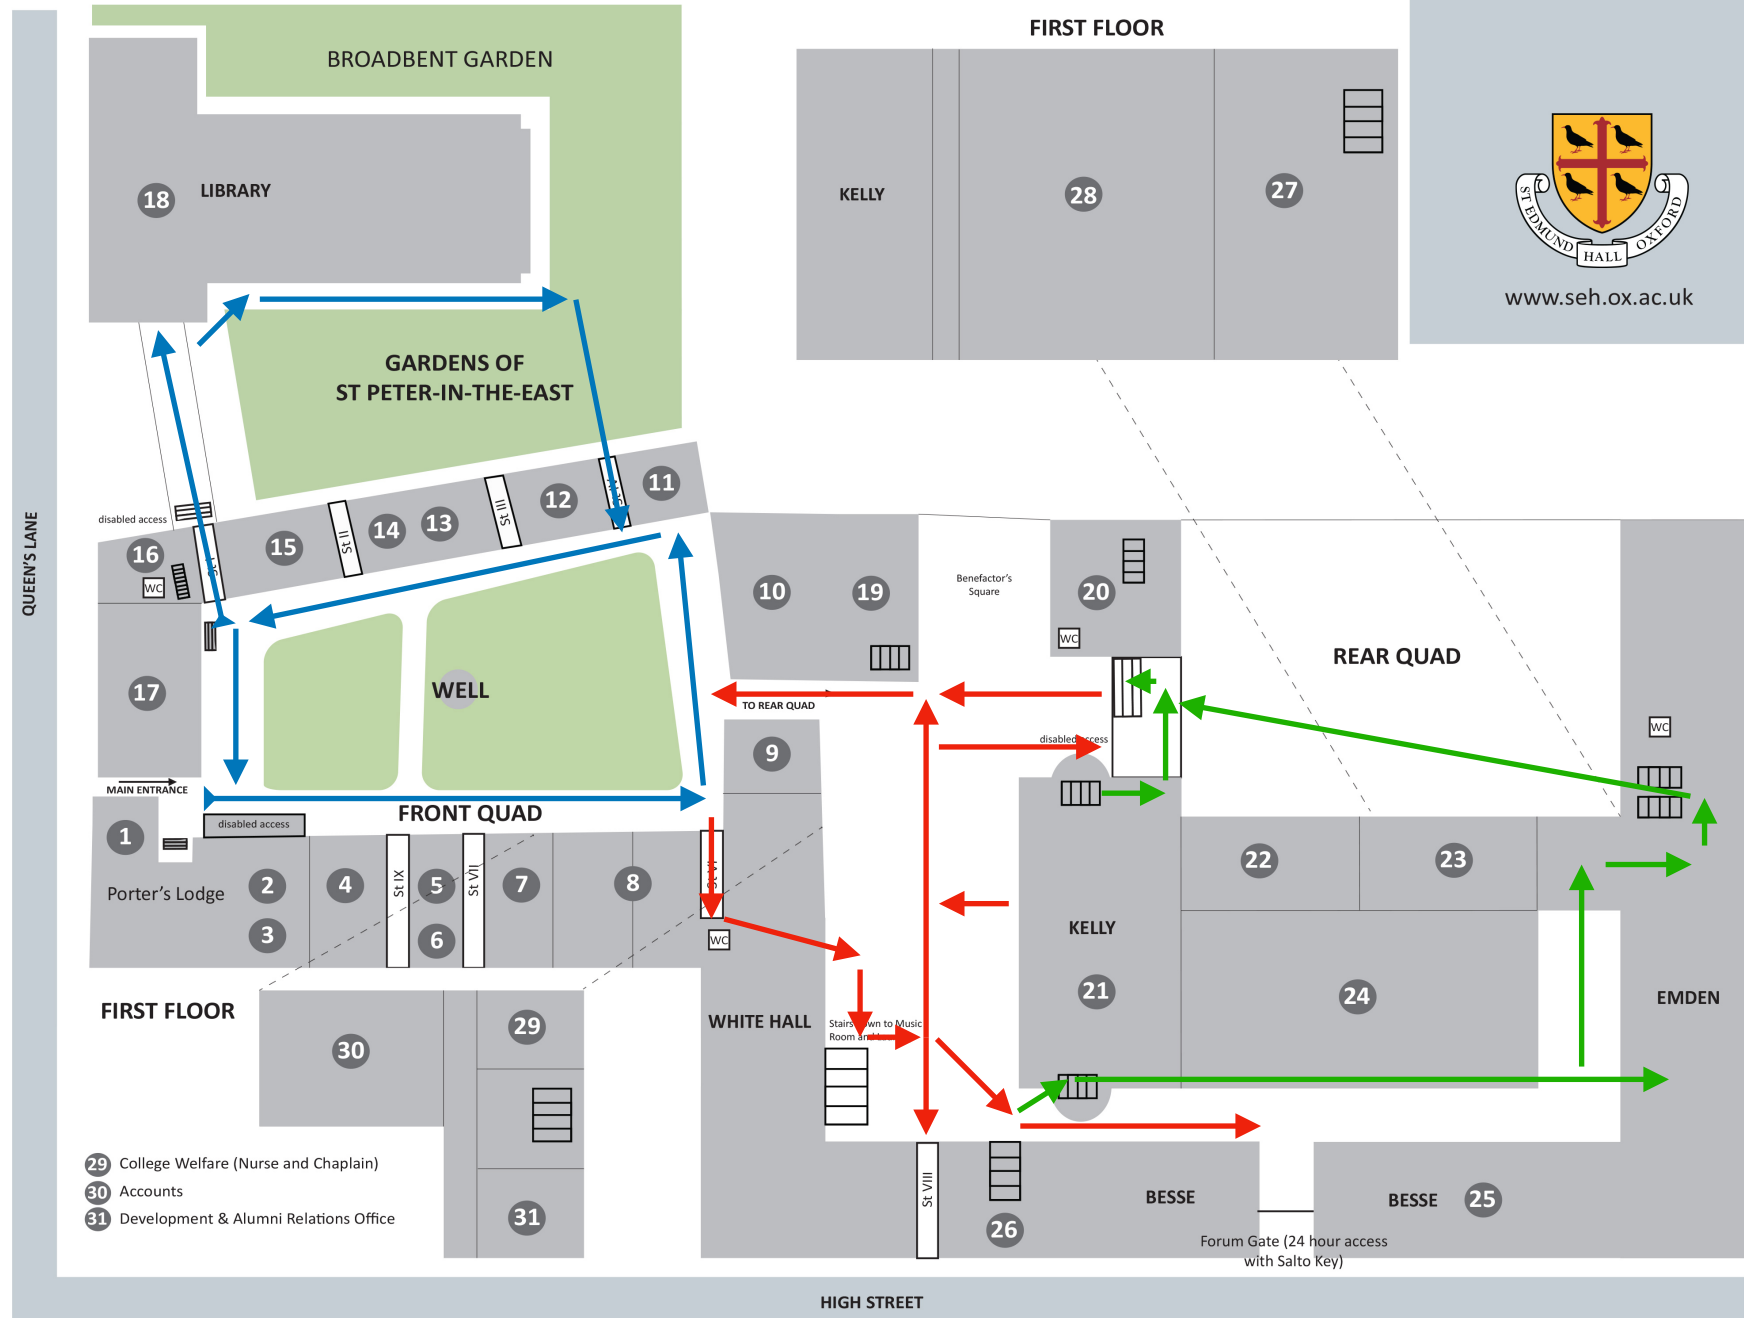 FIRST FLOOR
BROADBENT GARDEN
18
LIBRARY
KELLY
28
27
ST EDMUND
HALL
OXFORD
www.seh.ox.ac.uk
GARDENS OF
ST PETER-IN-THE-EAST
QUEEN'S LANE
disabled access
16
WC
15
St II
14
13
St III
12
11
10
19
Benefactor's
Square
20
WC
REAR QUAD
17
WELL
TO REAR QUAD
WC
disabled access
9
MAIN ENTRANCE
FRONT QUAD
disabled access
1
Porter's Lodge
2
3
4
St IX
5
6
St VII
7
8
WC
22
23
KELLY
21
24
EMDEN
FIRST FLOOR
WHITE HALL
Stairs down to Music
Room and
29
30
29 College Welfare (Nurse and Chaplain)
30 Accounts
31 Development & Alumni Relations Office
31
St VIII
26
BESSE
BESSE
25
Forum Gate (24 hour access
with Salto Key)
HIGH STREET